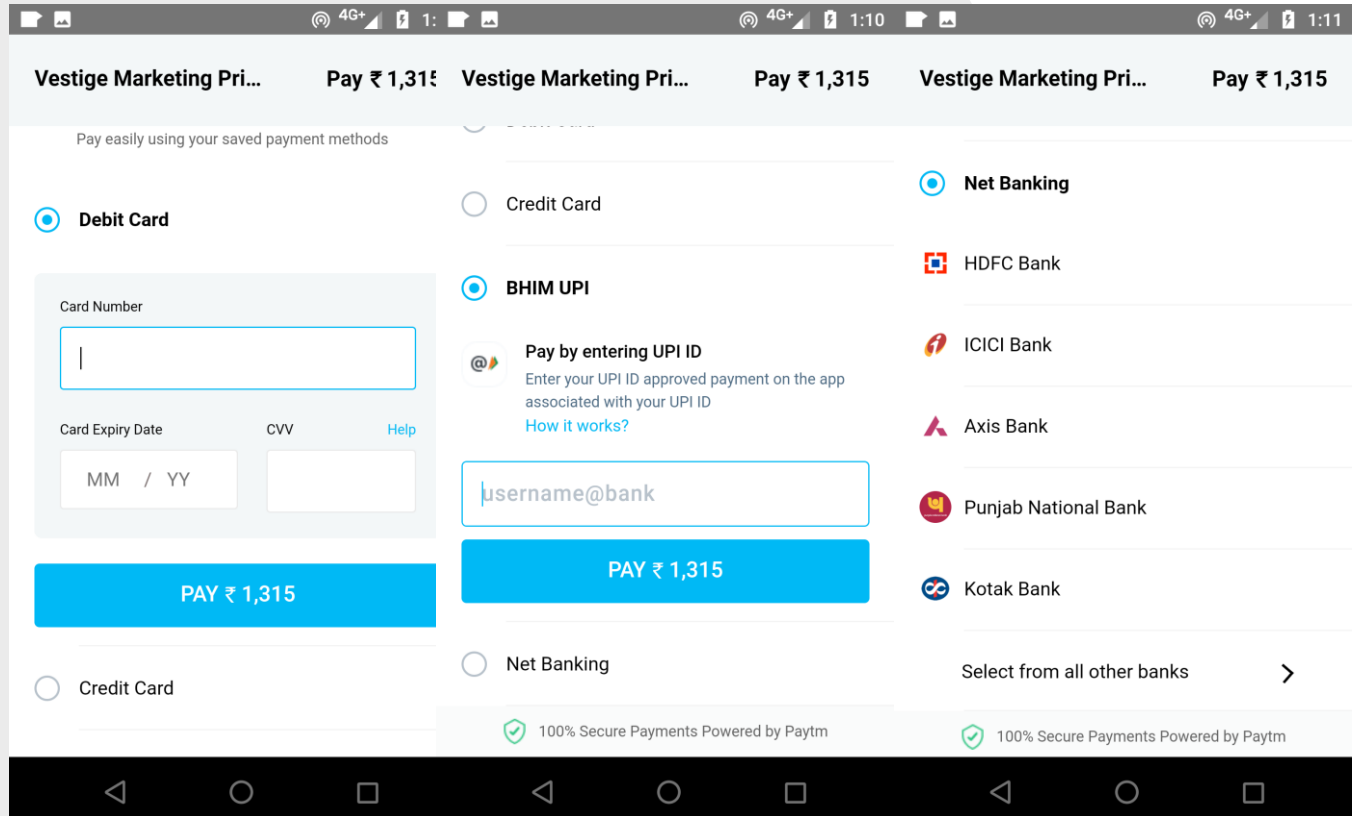 4G+ 1:
Vestige Marketing Pri... Pay ₹ 1,315
Pay easily using your saved payment methods
Debit Card
Card Number
Card Expiry Date CVV Help
MM / YY
PAY ₹ 1,315
Credit Card
4G+ 1:10
Vestige Marketing Pri... Pay ₹ 1,315
Credit Card
BHIM UPI
Pay by entering UPI ID
Enter your UPI ID approved payment on the app
associated with your UPI ID
How it works?
username@bank
PAY ₹ 1,315
Net Banking
100% Secure Payments Powered by Paytm
4G+ 1:11
Vestige Marketing Pri... Pay ₹ 1,315
Net Banking
HDFC Bank
ICICI Bank
Axis Bank
Punjab National Bank
Kotak Bank
Select from all other banks
100% Secure Payments Powered by Paytm